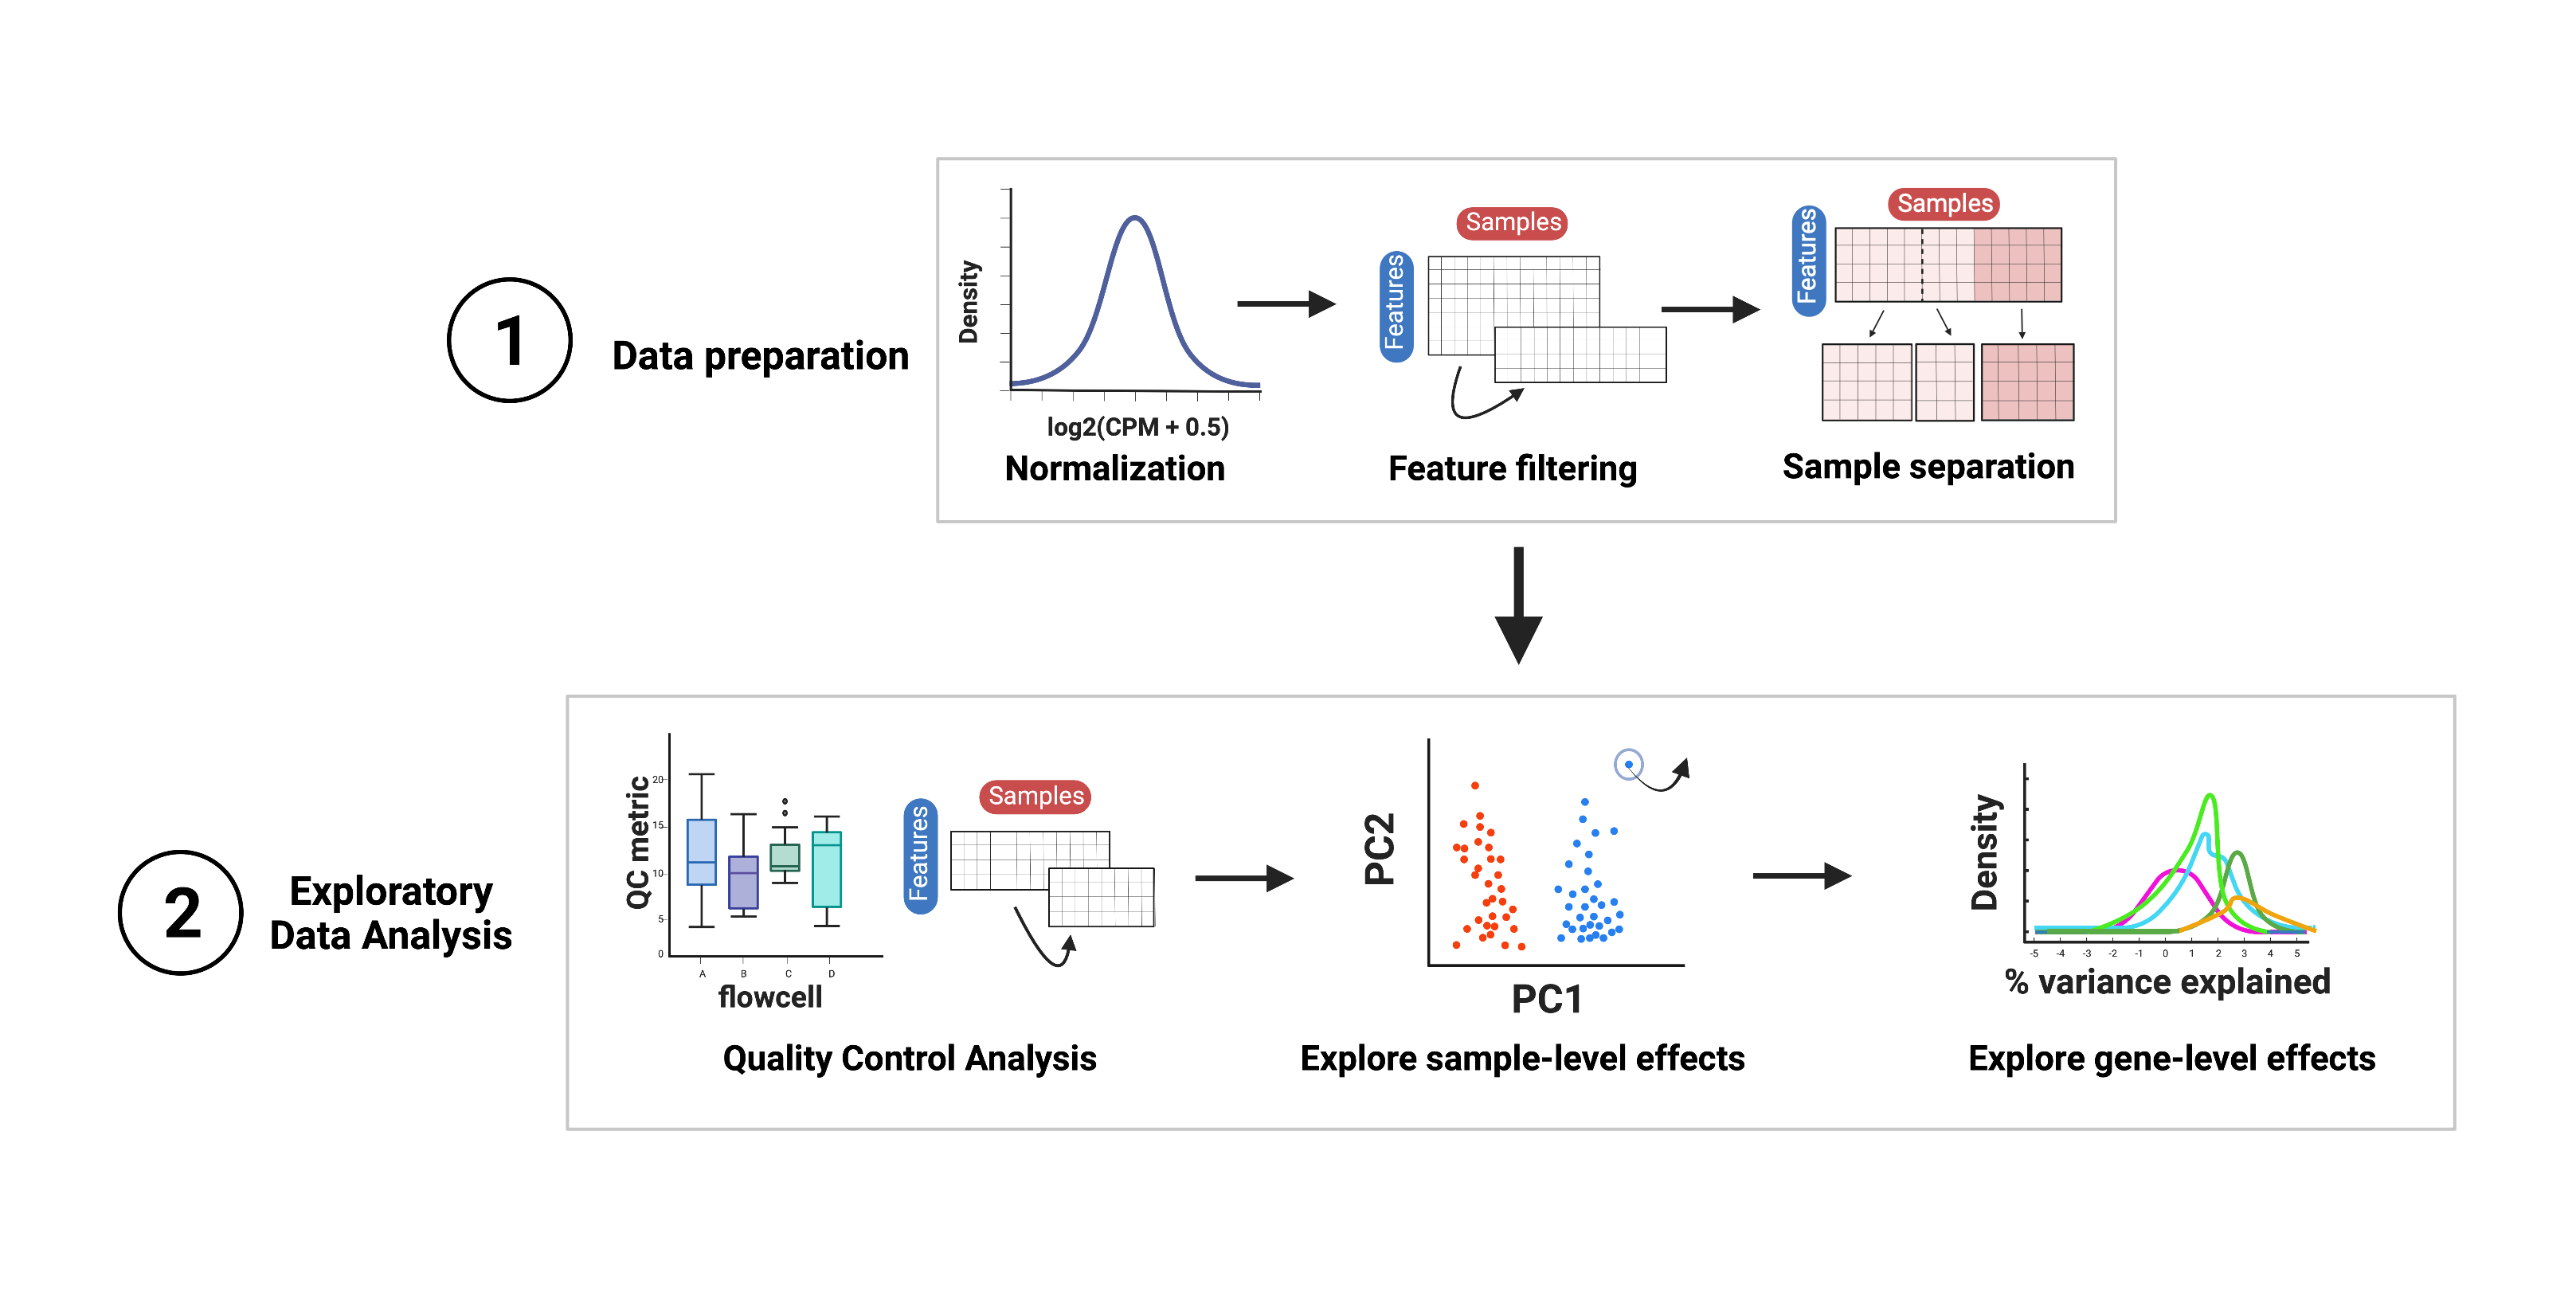 1
Data preparation
Density
log2(CPM + 0.5)
Normalization
Samples
Features
Feature filtering
Samples
Features
Sample separation
2
Exploratory
Data Analysis
QC metric
20
15
10
5
0
A B C D
flowcell
Samples
Features
Quality Control Analysis
PC2
PC1
Explore sample-level effects
Density
-5 -4 -3 -2 -1 0 1 2 3 4 5
% variance explained
Explore gene-level effects